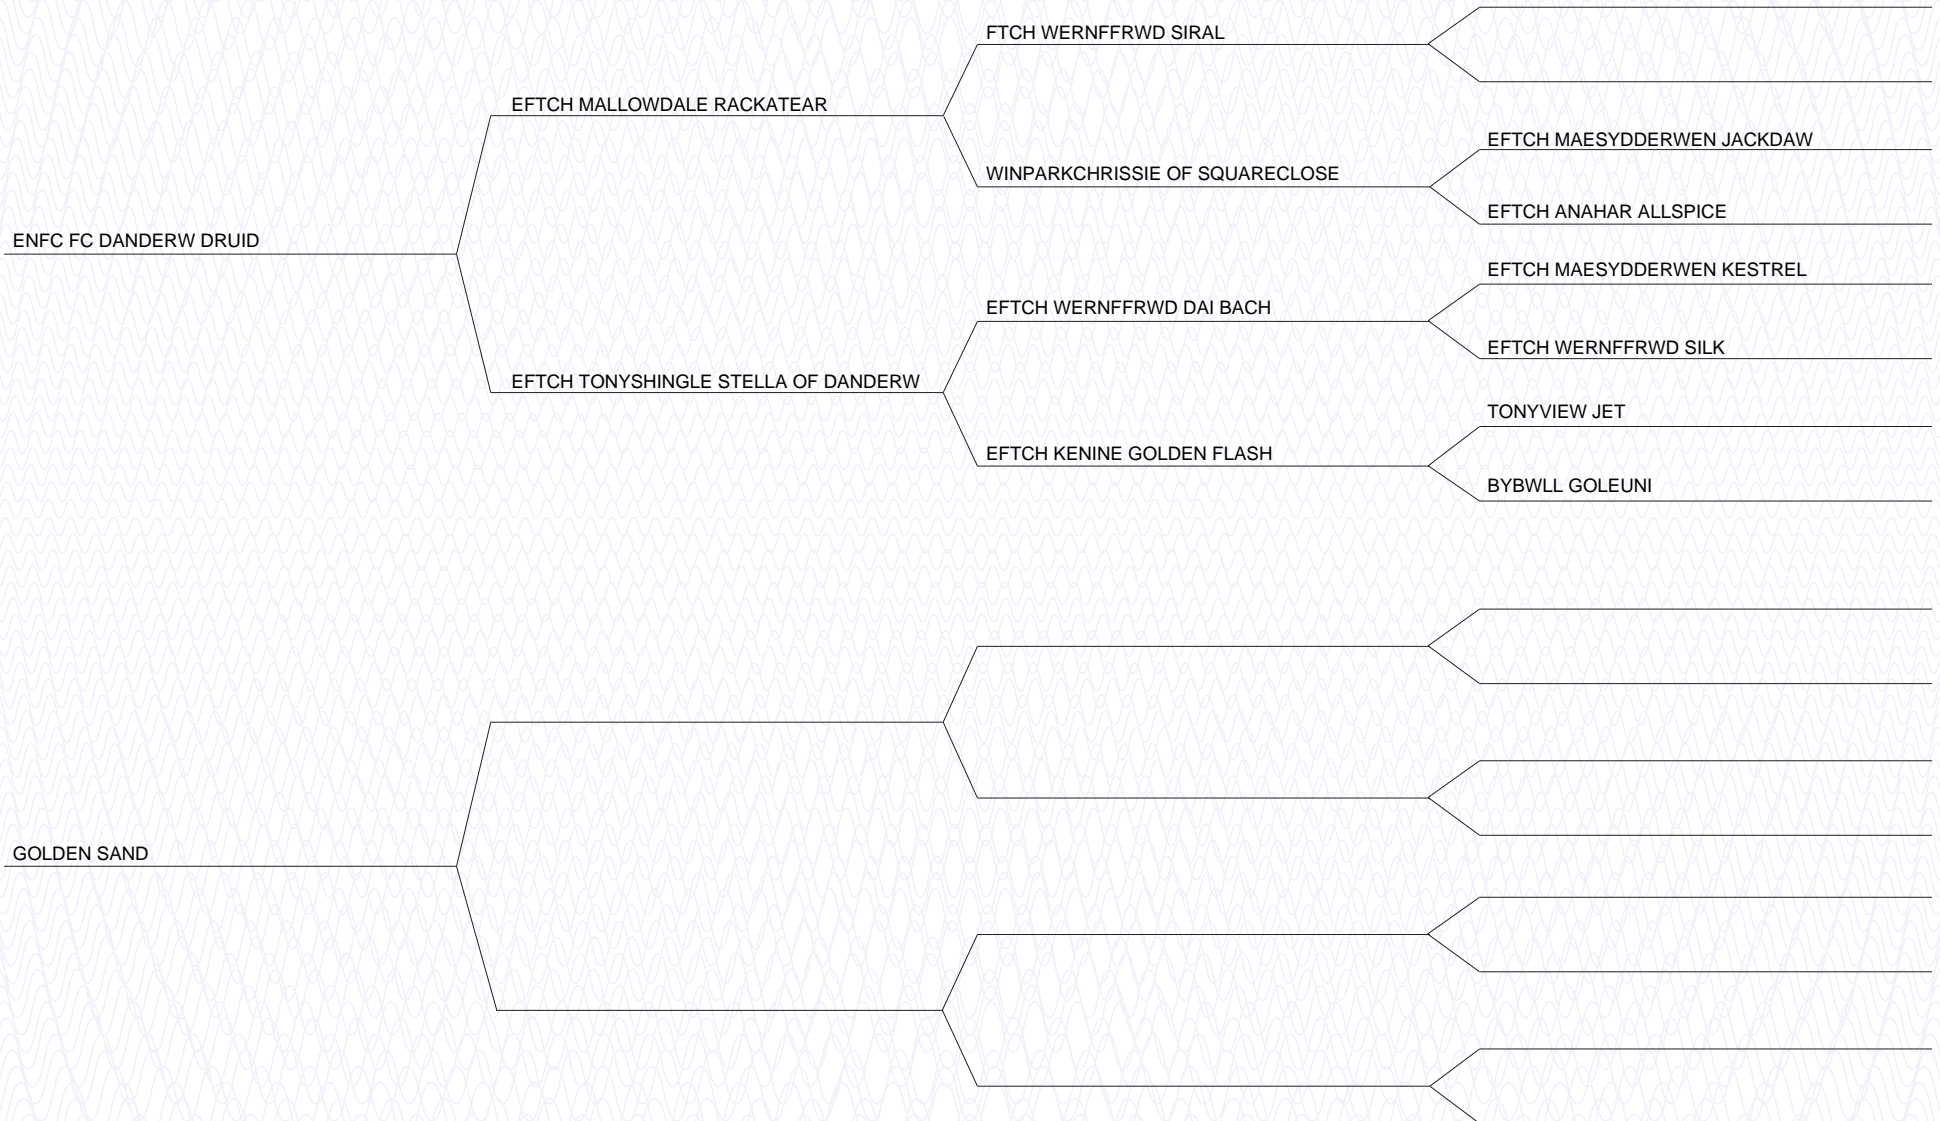 FTCH WERNFFRWD SIRAL
EFTCH MALLOWDALE RACKATEAR
EFTCH MAESYDDERWEN JACKDAW
WINPARKCHRISSIE OF SQUARECLOSE
EFTCH ANAHAR ALLSPICE
ENFC FC DANDERW DRUID
EFTCH MAESYDDERWEN KESTREL
EFTCH WERNFFRWD DAI BACH
EFTCH WERNFFRWD SILK
EFTCH TONYSHINGLE STELLA OF DANDERW
TONYVIEW JET
EFTCH KENINE GOLDEN FLASH
BYBWLL GOLEUNI
GOLDEN SAND